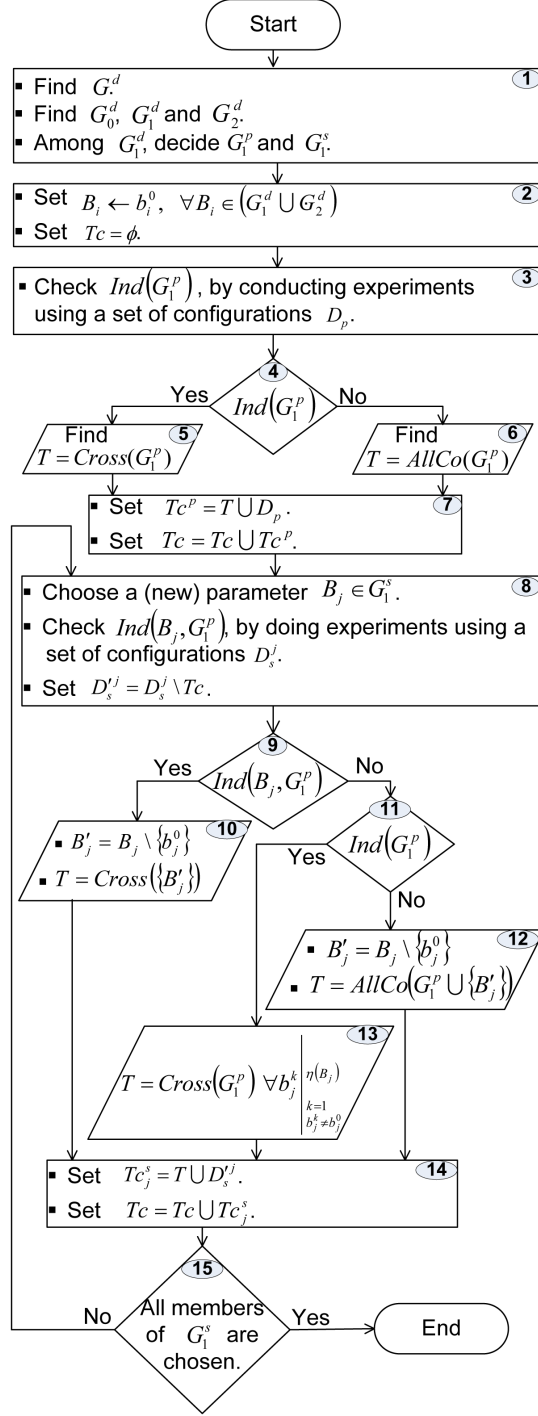 Start
1
▪ Find G.^d
▪ Find G_0^d, G_1^d and G_2^d.
▪ Among G_1^d, decide G_1^p and G_1^s.
2
▪ Set B_i ← b_i^0, ∀B_i ∈ (G_1^d ⋃ G_2^d)
▪ Set Tc = ϕ.
3
▪ Check Ind(G_1^p), by conducting experiments
using a set of configurations D_p.
4
Yes Ind(G_1^p) No
5
Find
T = Cross(G_1^p)
6
Find
T = AllCo(G_1^p)
7
▪ Set Tc^p = T ⋃ D_p.
▪ Set Tc = Tc ⋃ Tc^p.
8
▪ Choose a (new) parameter B_j ∈ G_1^s.
▪ Check Ind(B_j, G_1^p), by doing experiments using a
set of configurations D_s^j.
▪ Set D'_s^j = D_s^j \ Tc.
9
Yes Ind(B_j, G_1^p) No
10
▪ B'_j = B_j \ {b_j^0}
▪ T = Cross({B'_j})
11
Yes Ind(G_1^p)
No
12
▪ B'_j = B_j \ {b_j^0}
▪ T = AllCo(G_1^p ⋃ {B'_j})
13
T = Cross(G_1^p) ∀b_j^k |
η(B_j)
k=1
b_j^k ≠ b_j^0
14
▪ Set Tc_j^s = T ⋃ D'_s^j.
▪ Set Tc = Tc ⋃ Tc_j^s.
15
No All members Yes
of G_1^s are
chosen.
End